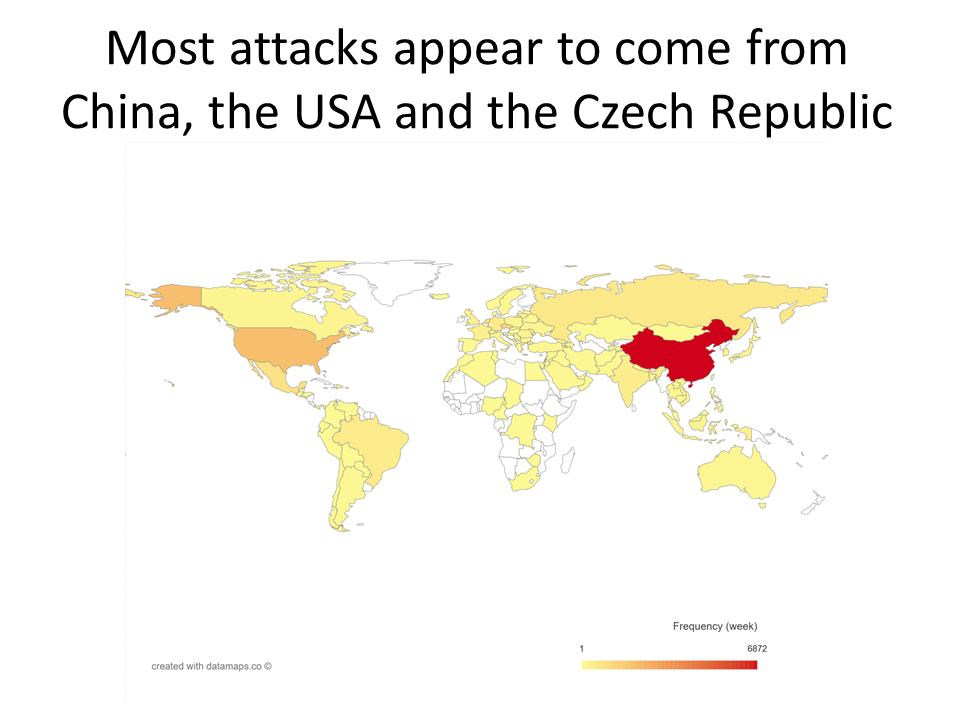 Most attacks appear to come from
China, the USA and the Czech Republic
Frequency (week)
1 6872
created with datamaps.co ©